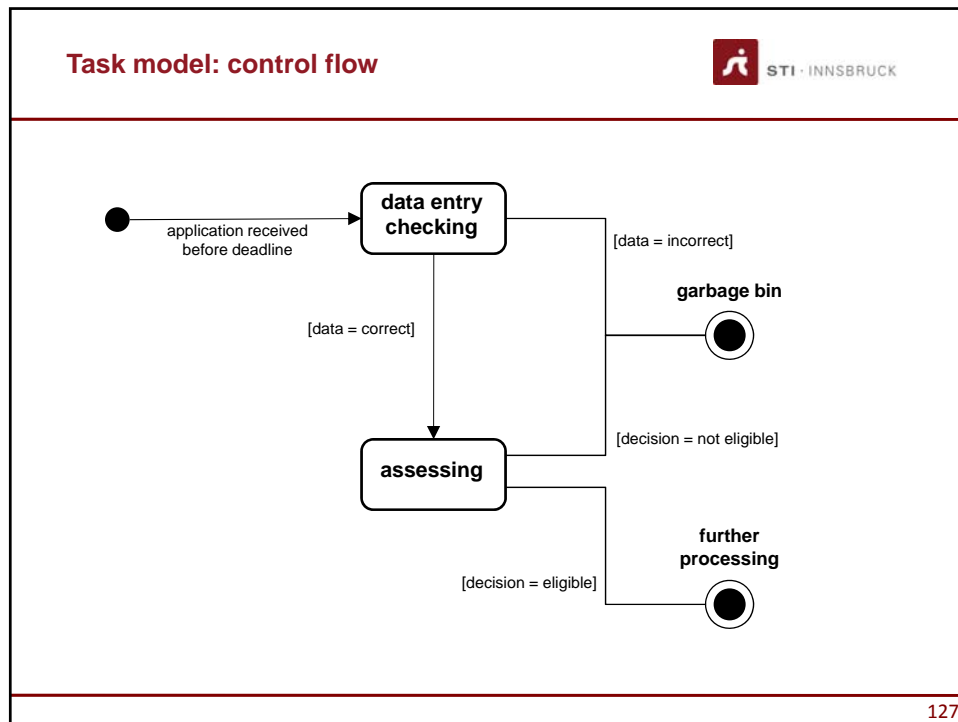 Task model: control flow
STI · INNSBRUCK
data entry
checking
application received
before deadline
[data = incorrect]
garbage bin
[data = correct]
[decision = not eligible]
assessing
further
processing
[decision = eligible]
127